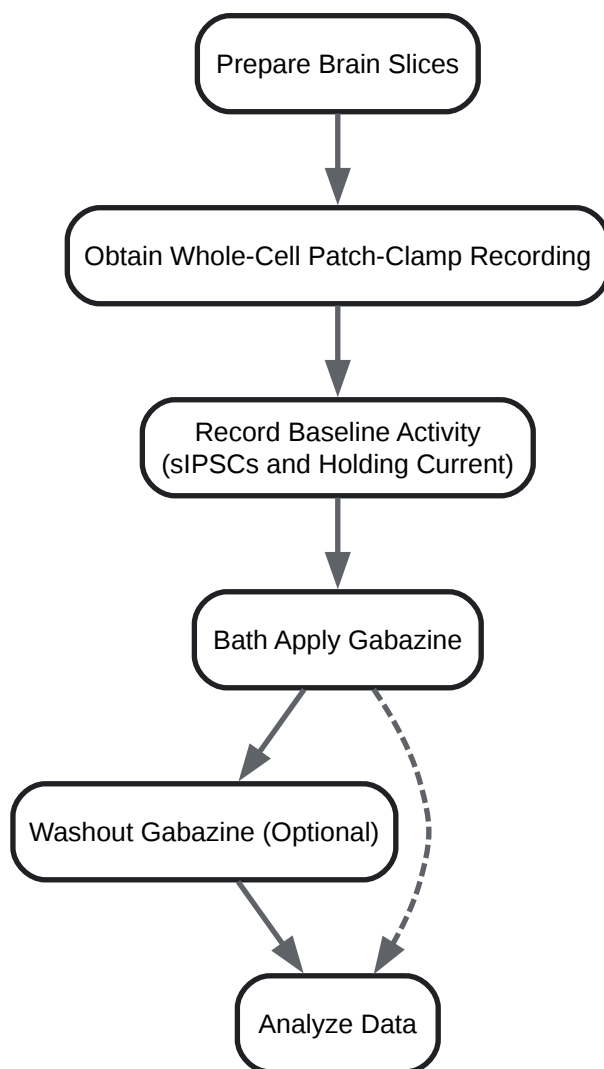 Prepare Brain Slices
Obtain Whole-Cell Patch-Clamp Recording
Record Baseline Activity
(sIPSCs and Holding Current)
Bath Apply Gabazine
Washout Gabazine (Optional)
Analyze Data